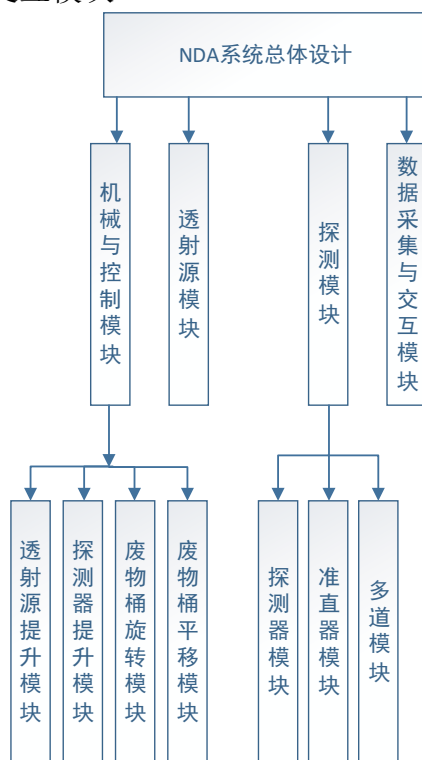 NDA系统总体设计
机械与控制模块
透射源模块
探测模块
数据采集与交互模块
透射源提升模块
探测器提升模块
废物桶旋转模块
废物桶平移模块
探测器模块
准直器模块
多道模块